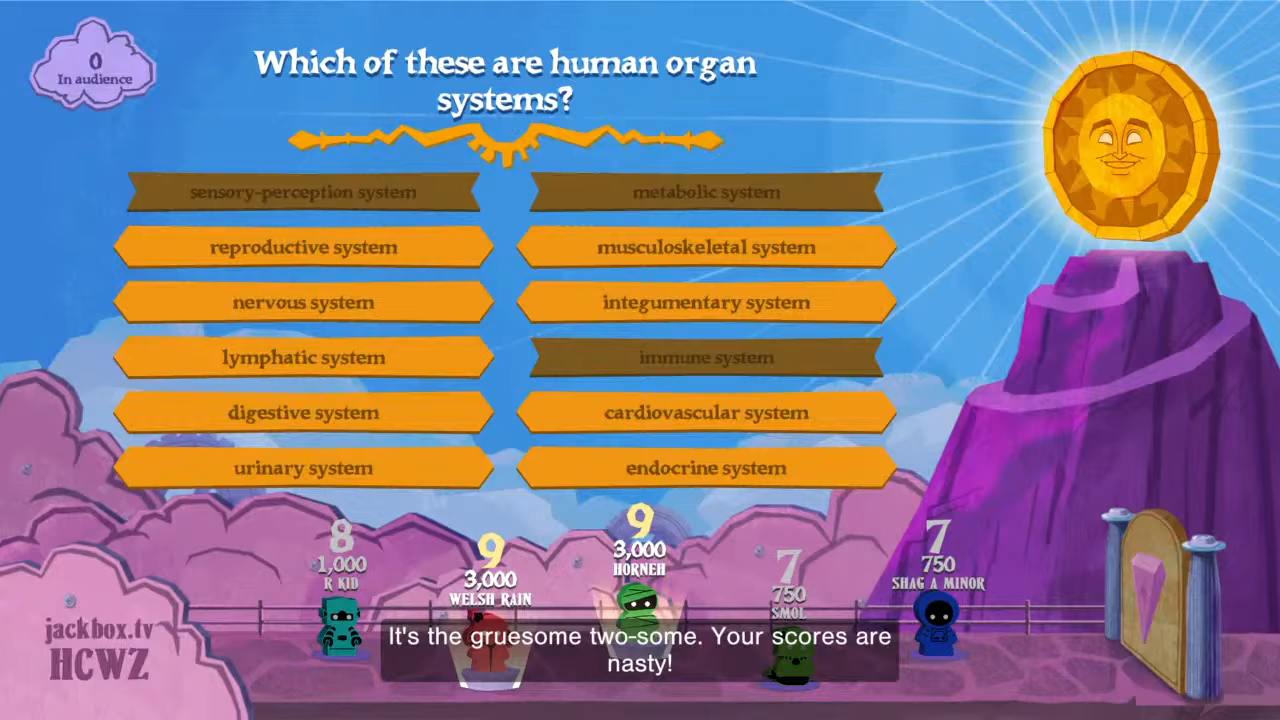 0
In audience
Which of these are human organ
systems?
sensory-perception system
metabolic system
reproductive system
musculoskeletal system
nervous system
integumentary system
lymphatic system
immune system
digestive system
cardiovascular system
urinary system
endocrine system
8
1,000
R KID
9
3,000
WELSH RAIN
9
3,000
HORNEH
7
750
SMOL
7
750
SHAG A MINOR
jackbox.tv
HCWZ
It's the gruesome two-some. Your scores are
nasty!